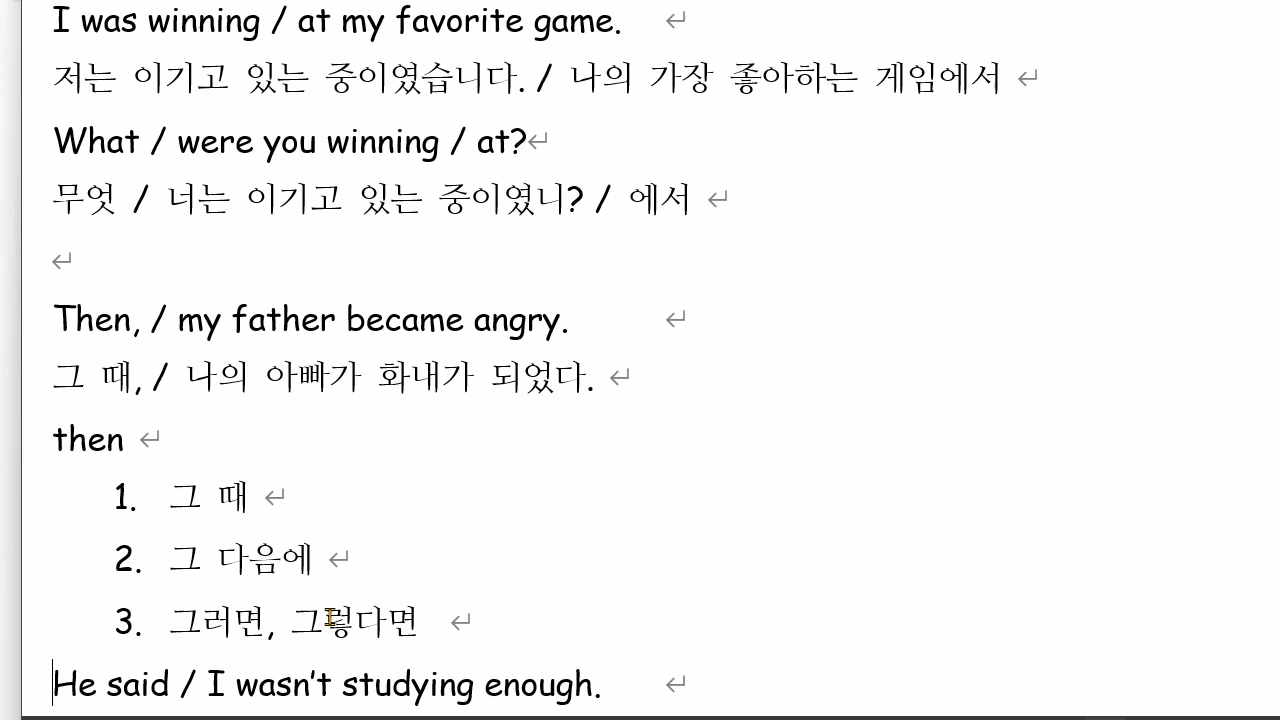 I was winning / at my favorite game.
저는 이기고 있는 중이였습니다. / 나의 가장 좋아하는 게임에서
What / were you winning / at?
무엇 / 너는 이기고 있는 중이였니? / 에서
Then, / my father became angry.
그 때, / 나의 아빠가 화내가 되었다.
then
1. 그 때
2. 그 다음에
3. 그러면, 그렇다면
He said / I wasn't studying enough.